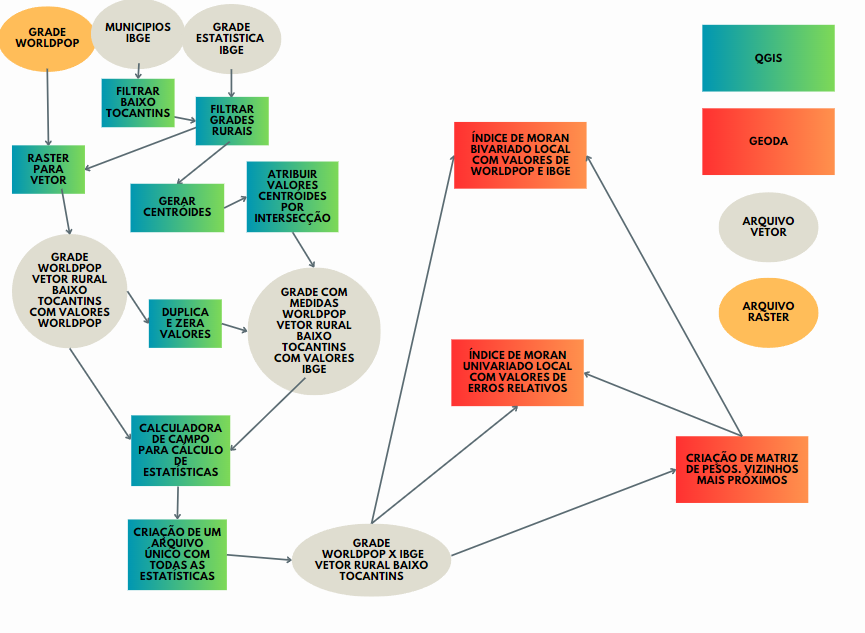 GRADE
WORLDPOP
MUNICIPIOS
IBGE
GRADE
ESTATISTICA
IBGE
QGIS
FILTRAR
BAIXO
TOCANTINS
FILTRAR
GRADES
RURAIS
GEODA
ÍNDICE DE MORAN
BIVARIADO LOCAL
COM VALORES DE
WORLDPOP E IBGE
RASTER
PARA
VETOR
GERAR
CENTRÓIDES
ATRIBUIR
VALORES
CENTRÓIDES
POR
INTERSECÇÃO
ARQUIVO
VETOR
GRADE
WORLDPOP
VETOR RURAL
BAIXO
TOCANTINS
COM VALORES
WORLDPOP
DUPLICA
E ZERA
VALORES
GRADE COM
MEDIDAS
WORLDPOP
VETOR RURAL
BAIXO
TOCANTINS
COM VALORES
IBGE
ARQUIVO
RASTER
ÍNDICE DE MORAN
UNIVARIADO LOCAL
COM VALORES DE
ERROS RELATIVOS
CALCULADORA
DE CAMPO
PARA CÁLCULO
DE
ESTATÍSTICAS
CRIAÇÃO DE MATRIZ
DE PESOS. VIZINHOS
MAIS PRÓXIMOS
CRIAÇÃO DE UM
ARQUIVO
ÚNICO COM
TODAS AS
ESTATÍSTICAS
GRADE
WORLDPOP X IBGE
VETOR RURAL BAIXO
TOCANTINS